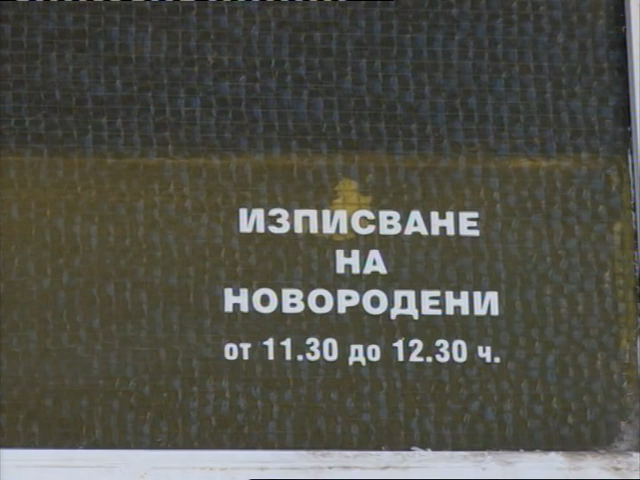 ИЗПИСВАНЕ
НА
НОВОРОДЕНИ
от 11.30 до 12.30 ч.